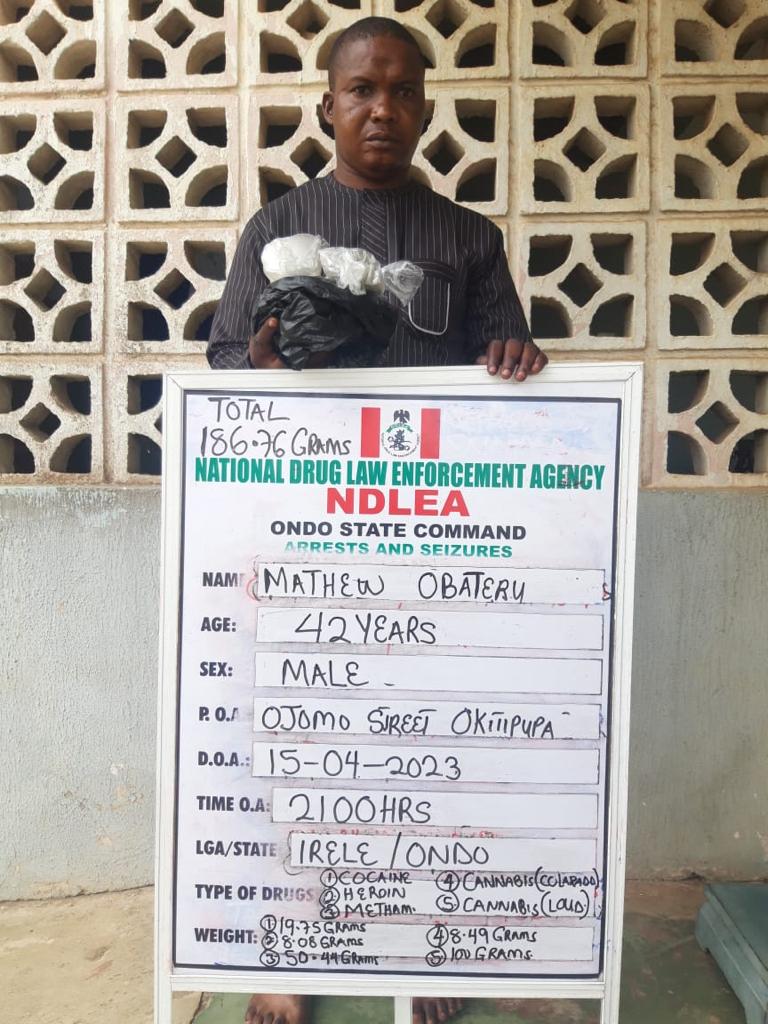 TOTAL
186.76 GRAMS
NATIONAL DRUG LAW ENFORCEMENT AGENCY
NDLEA
ONDO STATE COMMAND
ARRESTS AND SEIZURES
NAME MATHEW OBATERU
AGE: 42 YEARS
SEX: MALE -
P.O.A OJOMO STREET OKITIPUPA
D.O.A.: 15-04-2023
TIME O.A: 2100HRS
LGA/STATE IRELE/ONDO
TYPE OF DRUGS ① COCAINE ④ CANNABIS (COLARADO)
② HEROIN ⑤ CANNABIS (LOUD)
③ METHAM.
WEIGHT: ① 19.75 GRAMS ④ 8.49 GRAMS
② 8.08 GRAMS ⑤ 100 GRAMS
③ 50.44 GRAMS